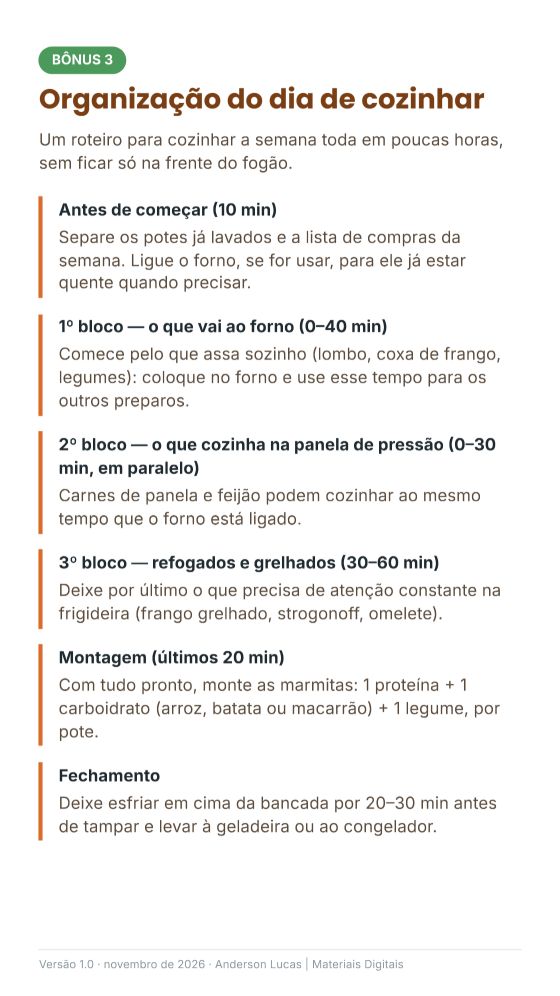 BÔNUS 3
Organização do dia de cozinhar
Um roteiro para cozinhar a semana toda em poucas horas,
sem ficar só na frente do fogão.
Antes de começar (10 min)
Separe os potes já lavados e a lista de compras da
semana. Ligue o forno, se for usar, para ele já estar
quente quando precisar.
1º bloco — o que vai ao forno (0–40 min)
Comece pelo que assa sozinho (lombo, coxa de frango,
legumes): coloque no forno e use esse tempo para os
outros preparos.
2º bloco — o que cozinha na panela de pressão (0–30
min, em paralelo)
Carnes de panela e feijão podem cozinhar ao mesmo
tempo que o forno está ligado.
3º bloco — refogados e grelhados (30–60 min)
Deixe por último o que precisa de atenção constante na
frigideira (frango grelhado, strogonoff, omelete).
Montagem (últimos 20 min)
Com tudo pronto, monte as marmitas: 1 proteína + 1
carboidrato (arroz, batata ou macarrão) + 1 legume, por
pote.
Fechamento
Deixe esfriar em cima da bancada por 20–30 min antes
de tampar e levar à geladeira ou ao congelador.
Versão 1.0 · novembro de 2026 · Anderson Lucas | Materiais Digitais